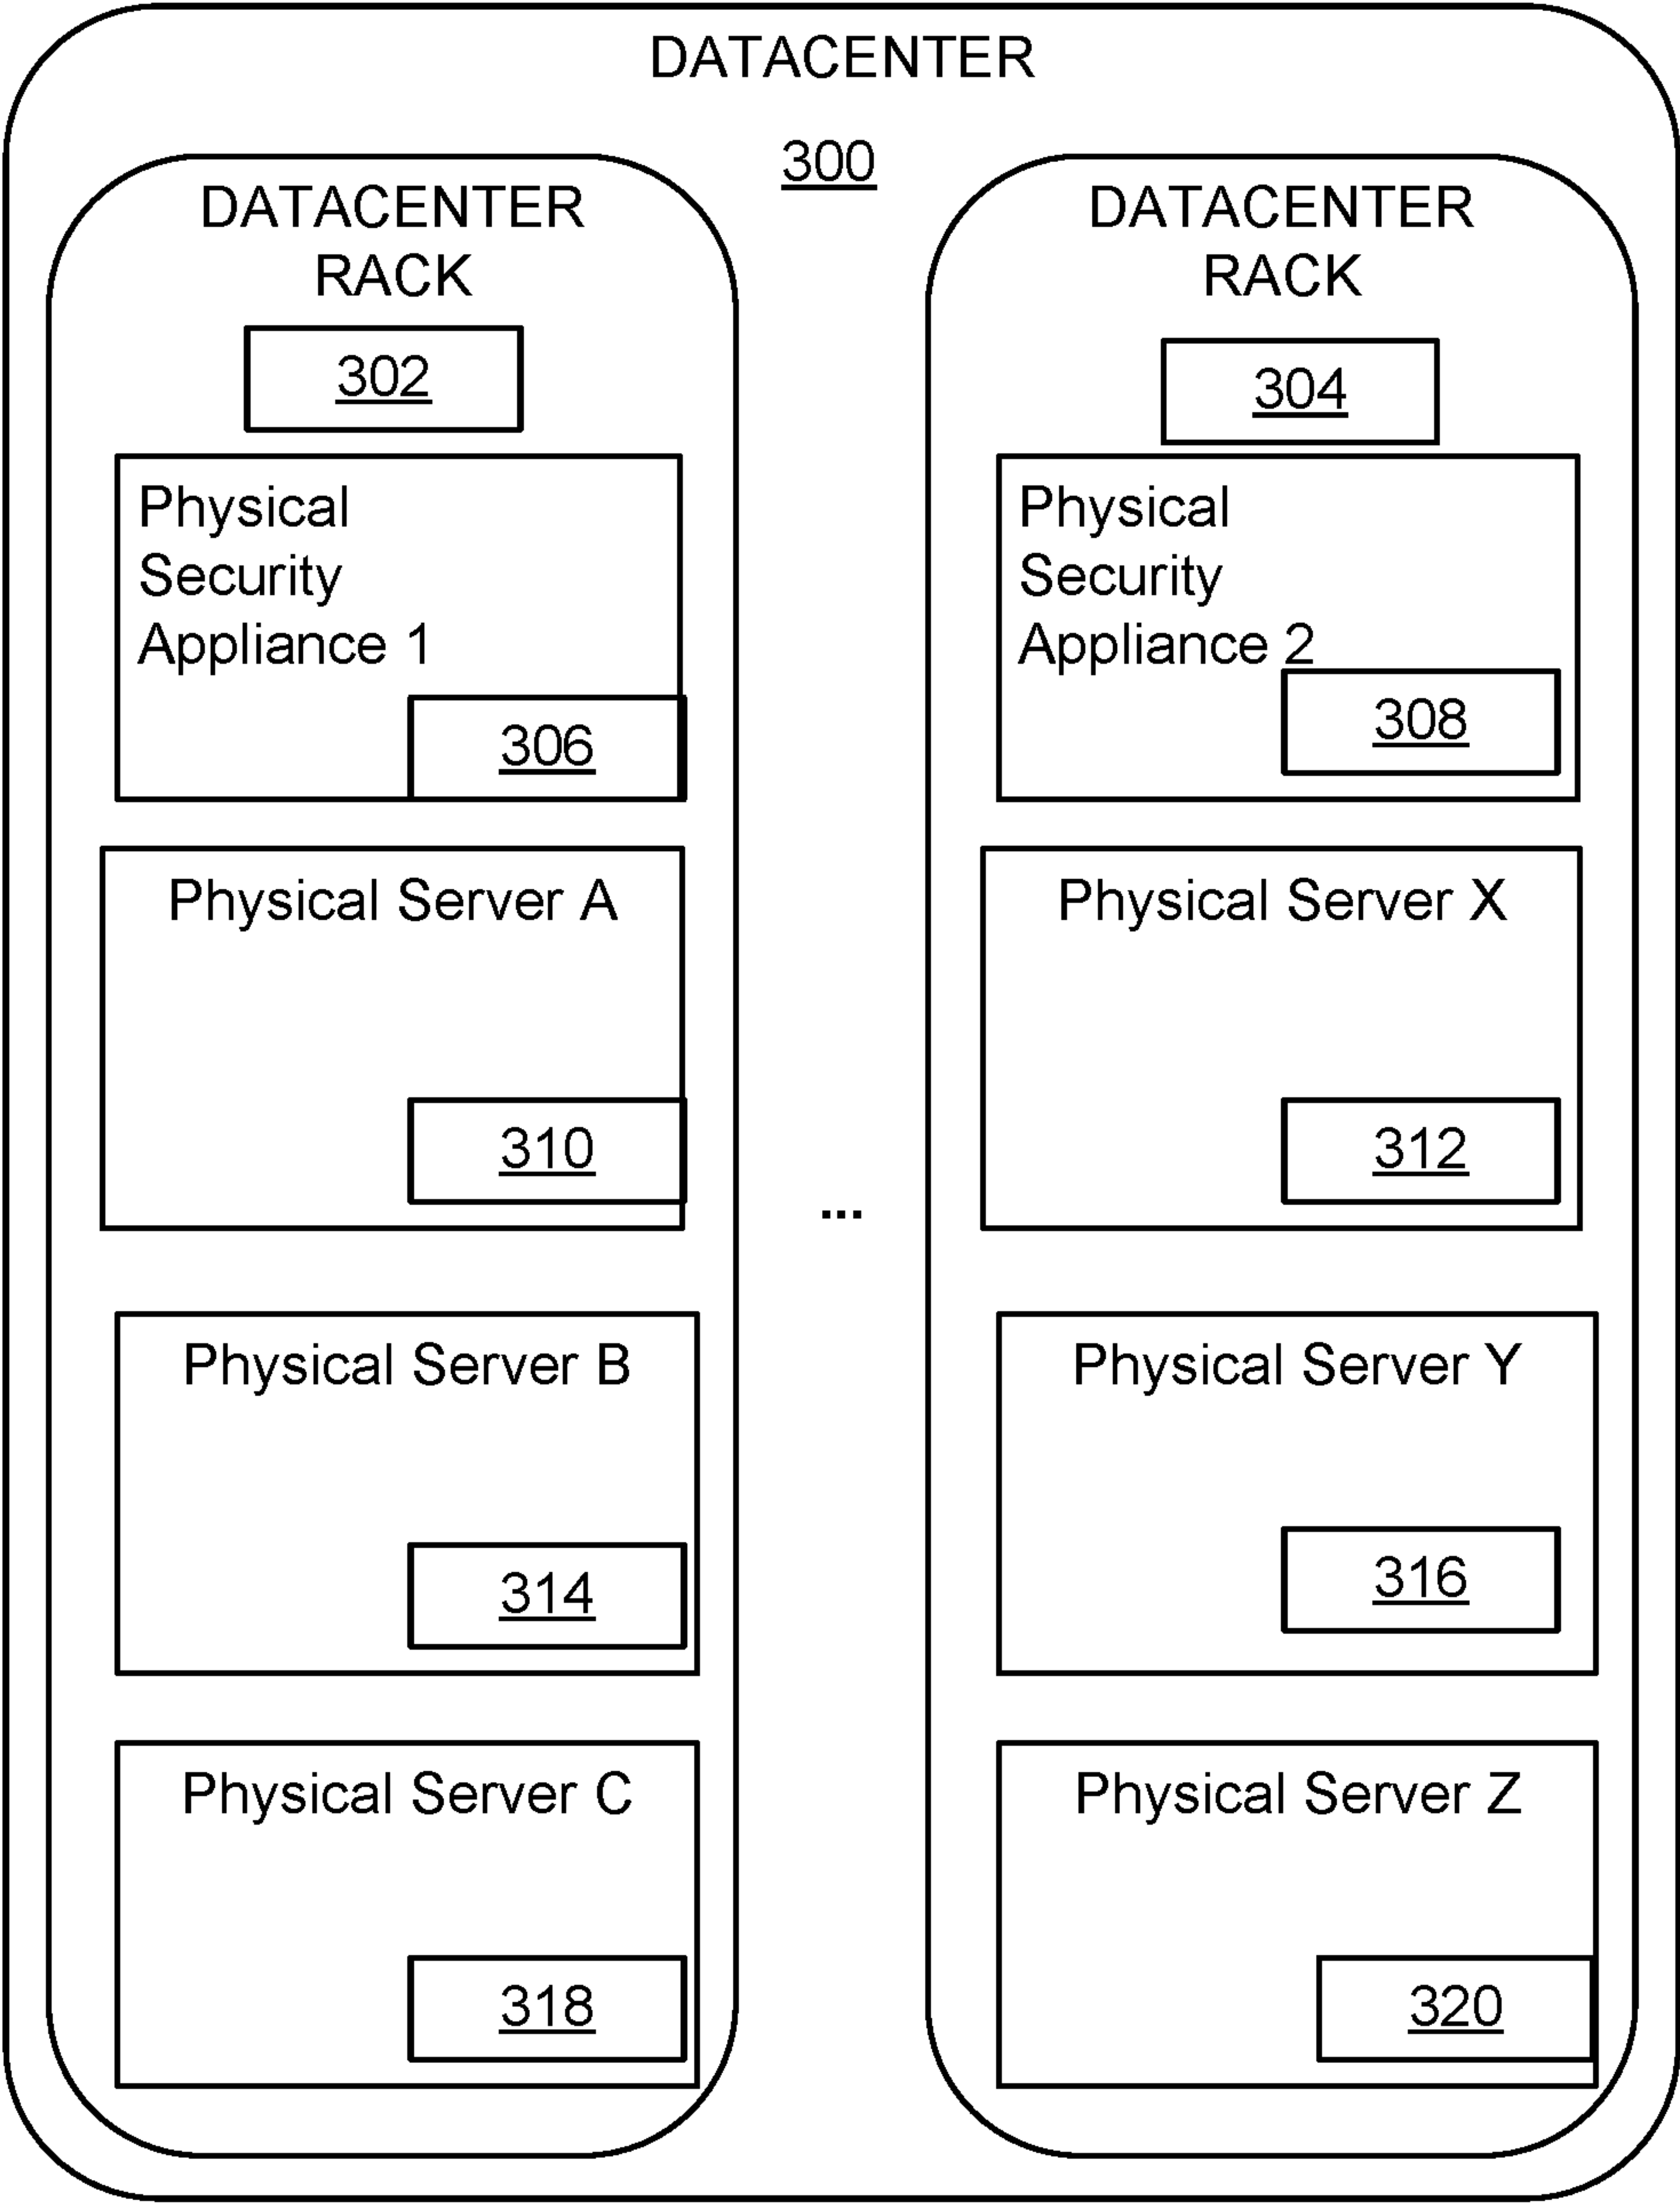 DATACENTER
300
DATACENTER
RACK
302
Physical
Security
Appliance 1
306
Physical Server A
310
Physical Server B
314
Physical Server C
318
...
DATACENTER
RACK
304
Physical
Security
Appliance 2
308
Physical Server X
312
Physical Server Y
316
Physical Server Z
320